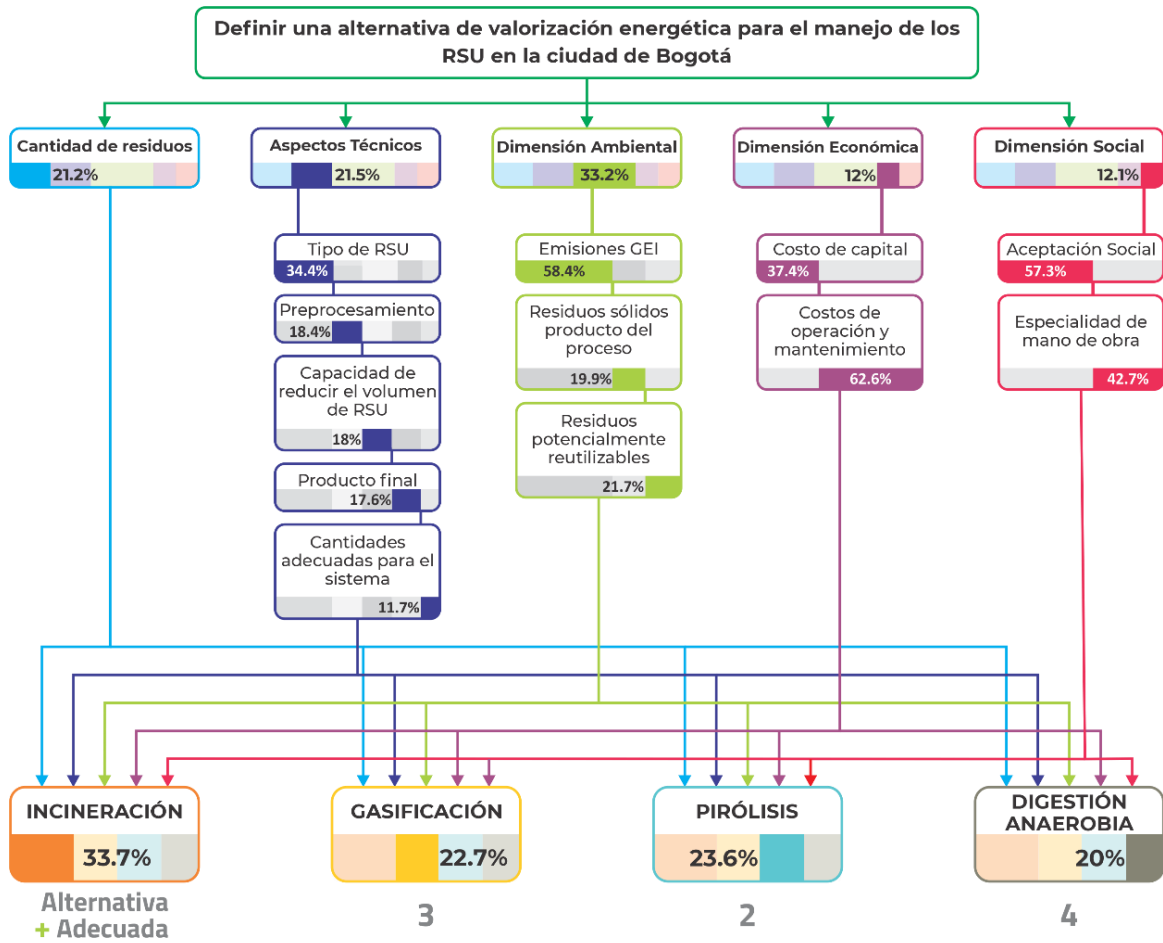 Definir una alternativa de valorización energética para el manejo de los
RSU en la ciudad de Bogotá
Cantidad de residuos
21.2%
Aspectos Técnicos
21.5%
Dimensión Ambiental
33.2%
Dimensión Económica
12%
Dimensión Social
12.1%
Tipo de RSU
34.4%
Preprocesamiento
18.4%
Capacidad de
reducir el volumen
de RSU
18%
Producto final
17.6%
Cantidades
adecuadas para el
sistema
11.7%
Emisiones GEI
58.4%
Residuos sólidos
producto del
proceso
19.9%
Residuos
potencialmente
reutilizables
21.7%
Costo de capital
37.4%
Costos de
operación y
mantenimiento
62.6%
Aceptación Social
57.3%
Especialidad de
mano de obra
42.7%
INCINERACIÓN
33.7%
Alternativa
+ Adecuada
GASIFICACIÓN
22.7%
3
PIRÓLISIS
23.6%
2
DIGESTIÓN
ANAEROBIA
20%
4